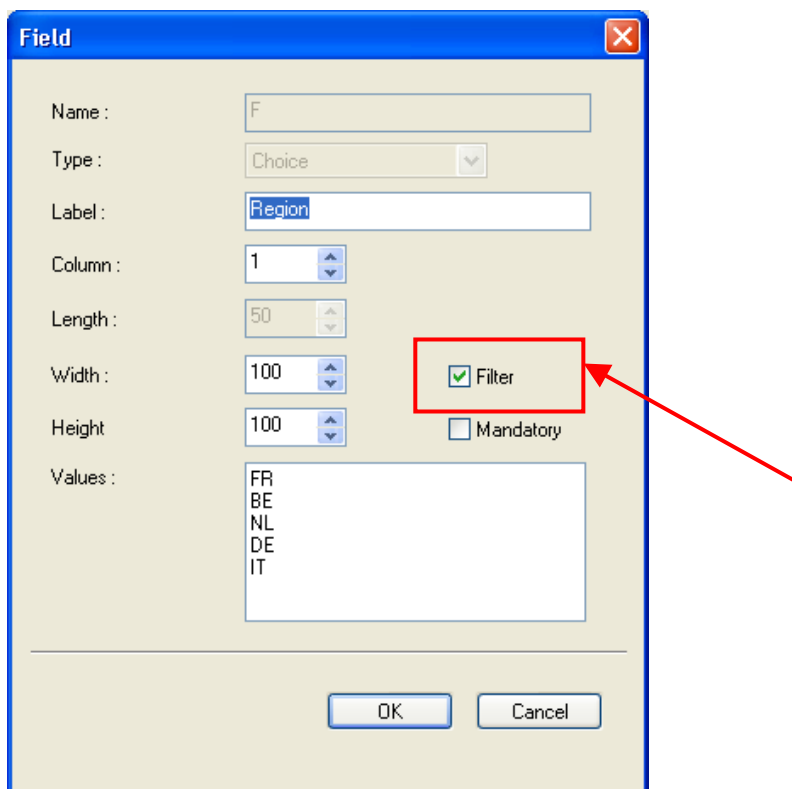 Field
Name : F
Type : Choice
Label : Region
Column : 1
Length : 50
Width : 100 Filter
Height 100 Mandatory
Values : FR
BE
NL
DE
IT
OK Cancel